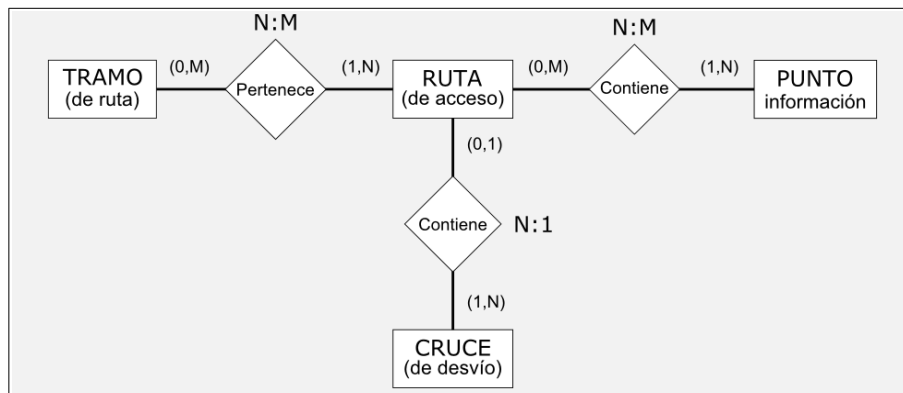 N:M
N:M
TRAMO
(de ruta)
(0,M)
Pertenece
(1,N)
RUTA
(de acceso)
(0,M)
Contiene
(1,N)
PUNTO
información
(0,1)
Contiene
N:1
(1,N)
CRUCE
(de desvío)